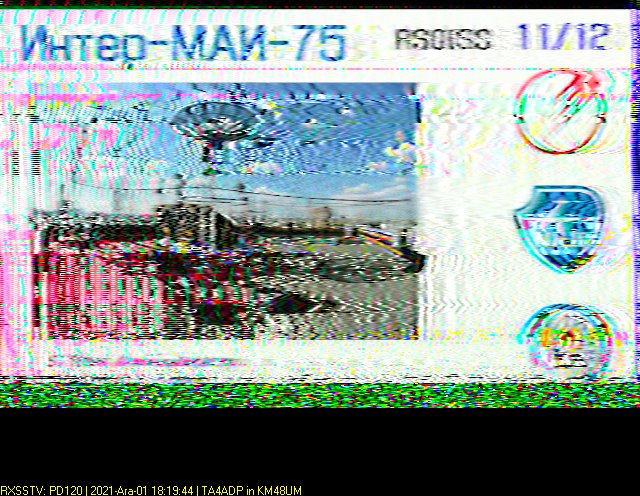 Интер-МАИ-75 RS0ISS 11/12
RXSSTV: PD120 | 2021-Ara-01 18:19:44 | TA4ADP in KM48UM